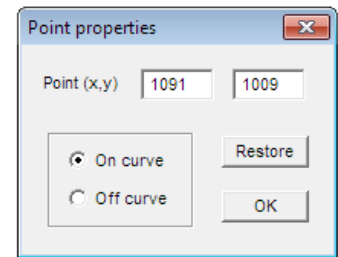 Point properties
Point (x,y) 1091 1009
On curve
Restore
Off curve
OK